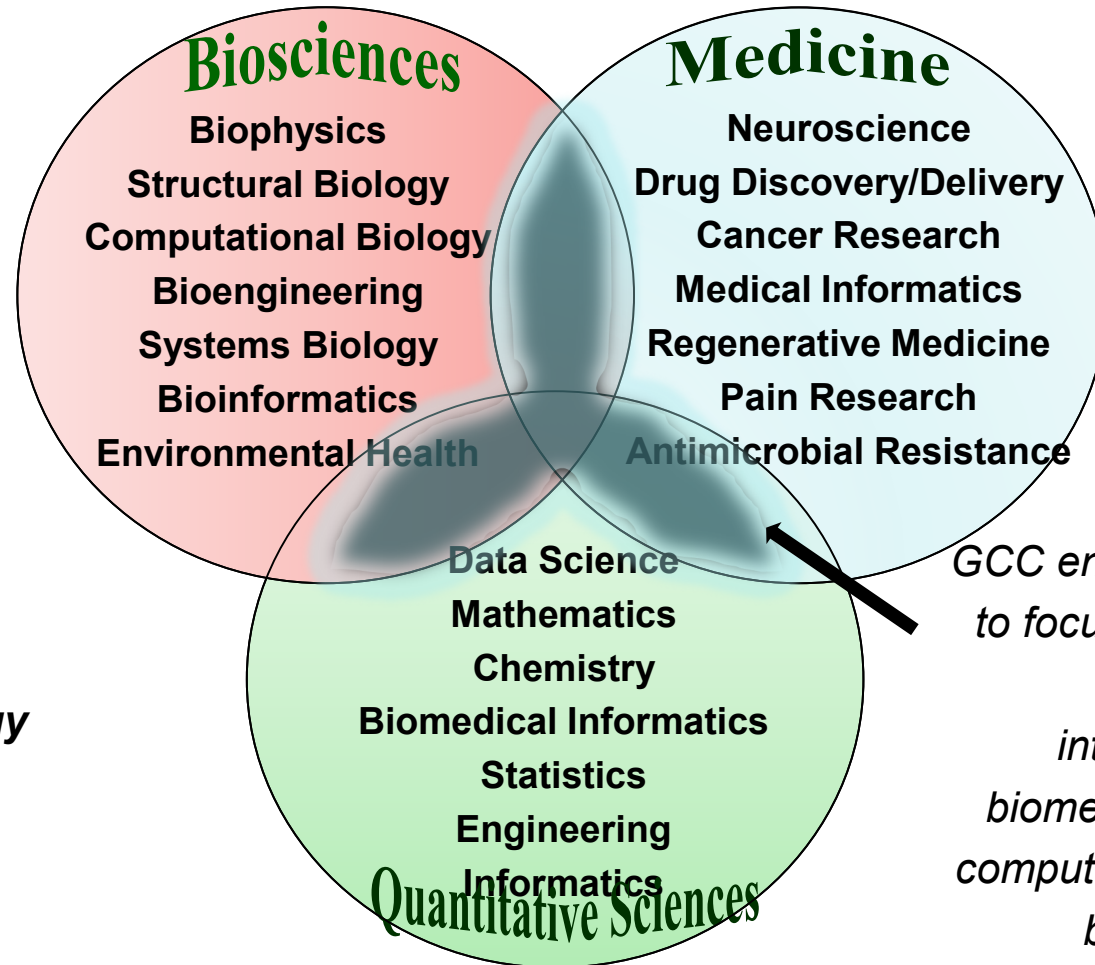 Biosciences
Biophysics
Structural Biology
Computational Biology
Bioengineering
Systems Biology
Bioinformatics
Environmental Health
Medicine
Neuroscience
Drug Discovery/Delivery
Cancer Research
Medical Informatics
Regenerative Medicine
Pain Research
Antimicrobial Resistance
Data Science
Mathematics
Chemistry
Biomedical Informatics
Statistics
Engineering
Informatics
Quantitative Sciences
GCC
to